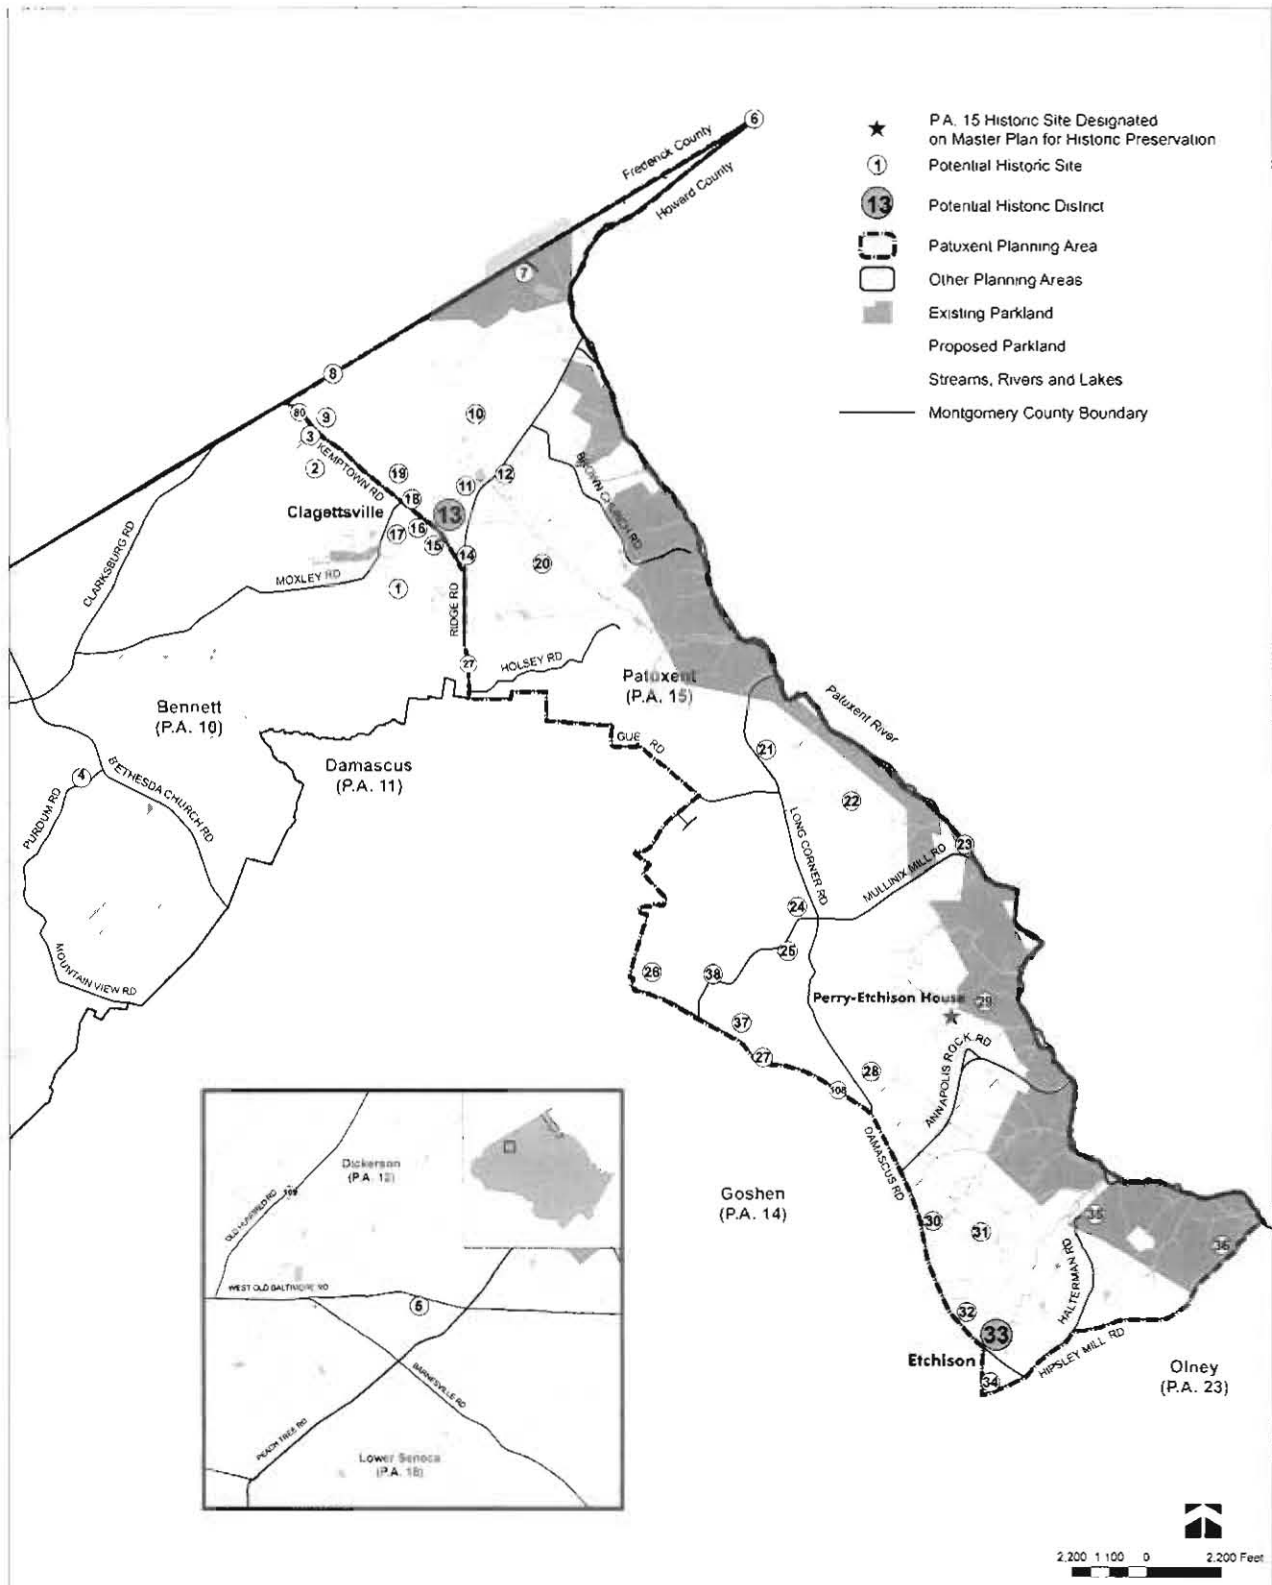 6
Frederick County
Howard County
P.A. 15 Historic Site Designated
on Master Plan for Historic Preservation
1
Potential Historic Site
13
Potential Historic District
Patuxent Planning Area
Other Planning Areas
Existing Parkland
Proposed Parkland
Streams, Rivers and Lakes
Montgomery County Boundary
7
8
80
9
10
3
2
KEMPTOWN RD
19
18
11
12
BROWN CHURCH RD
Clagettsville
13
17
16
15
14
20
CLARKSBURG RD
MOXLEY RD
1
RIDGE RD
27
HOLSEY RD
Patuxent
(P.A. 15)
Patuxent River
Bennett
(P.A. 10)
GUE RD
21
Damascus
(P.A. 11)
4
BETHESDA CHURCH RD
PURDUM RD
22
LONG CORNER RD
MULLINIX MILL RD
23
24
25
26
38
MOUNTAIN VIEW RD
Perry-Etchison House
29
37
27
28
108
ANNAPOLIS ROCK RD
DAMASCUS RD
Goshen
(P.A. 14)
30
31
35
36
HALTERMAN RD
32
33
Etchison
34
HIPSLEY MILL RD
Olney
(P.A. 23)
Dickerson
(P.A. 12)
109
OLD HUNDRED RD
WEST OLD BALTIMORE RD
5
BARNESVILLE RD
PEACH TREE RD
Lower Seneca
(P.A. 18)
2,200 1,100 0 2,200 Feet